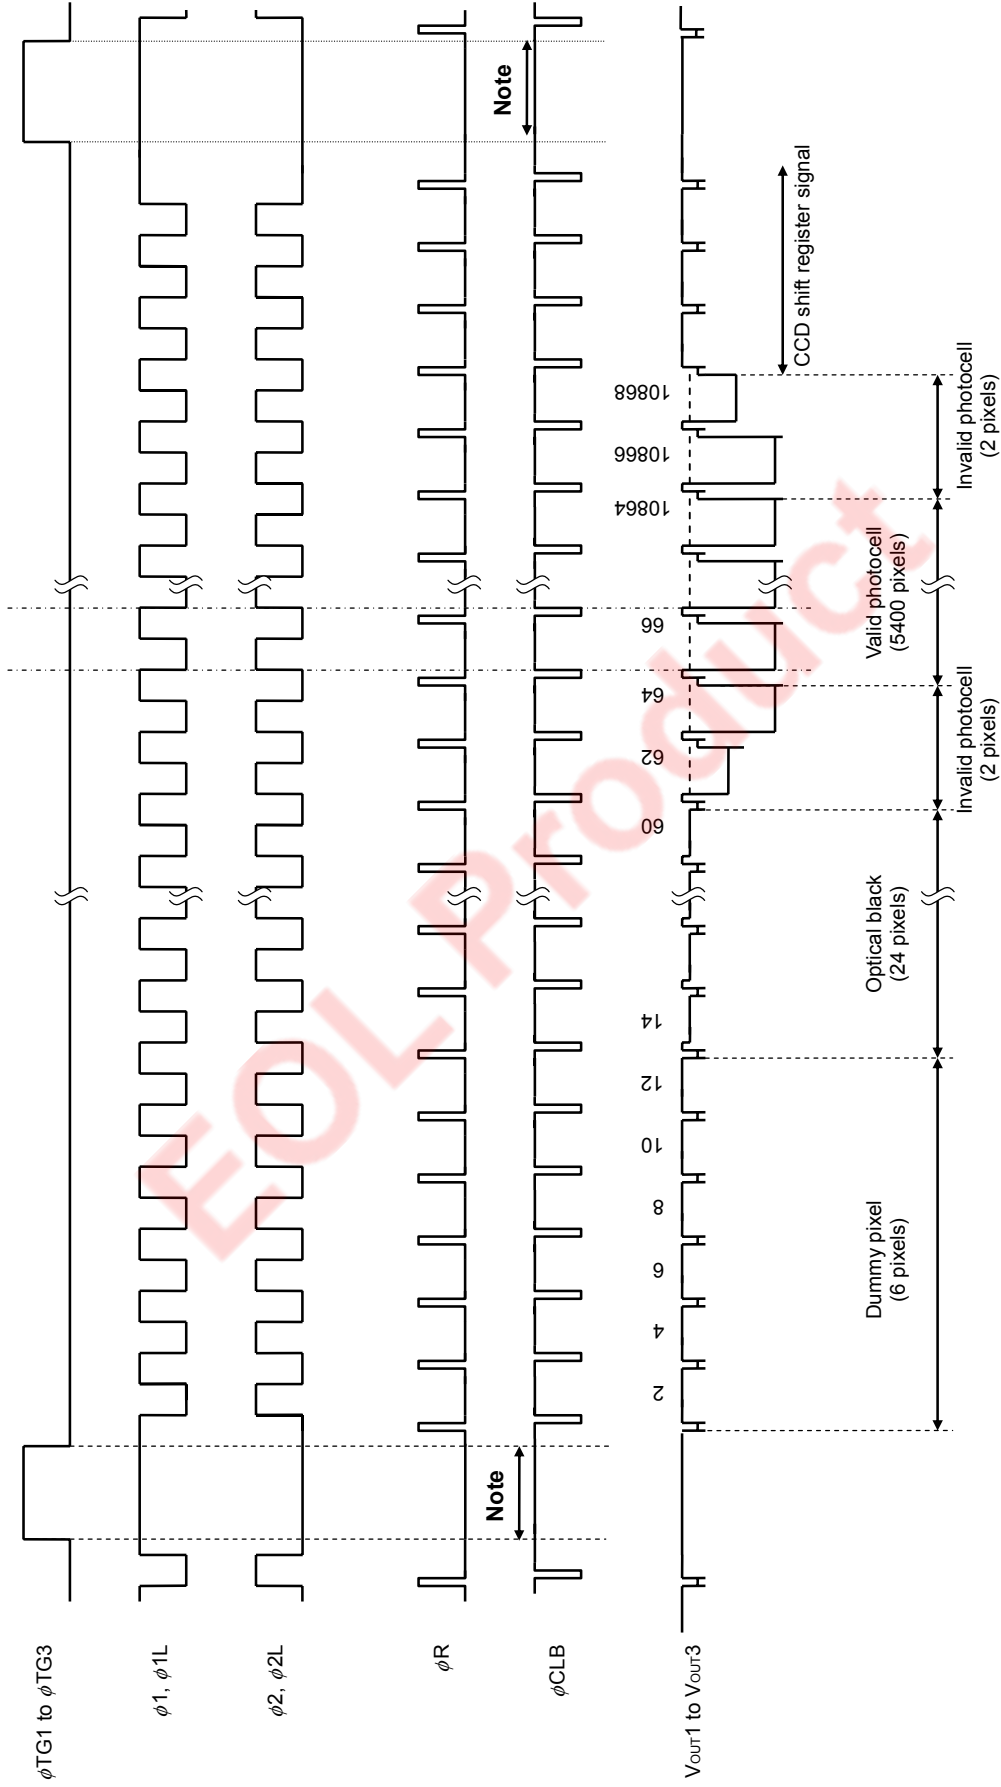 φTG1 to φTG3
φ1, φ1L
φ2, φ2L
φR
φCLB
Note
Note
VOUT1 to VOUT3
2
4
6
8
10
12
14
60
62
64
66
10864
10866
10868
CCD shift register signal
Dummy pixel
(6 pixels)
Optical black
(24 pixels)
Invalid photocell
(2 pixels)
Valid photocell
(5400 pixels)
Invalid photocell
(2 pixels)
EOL Product